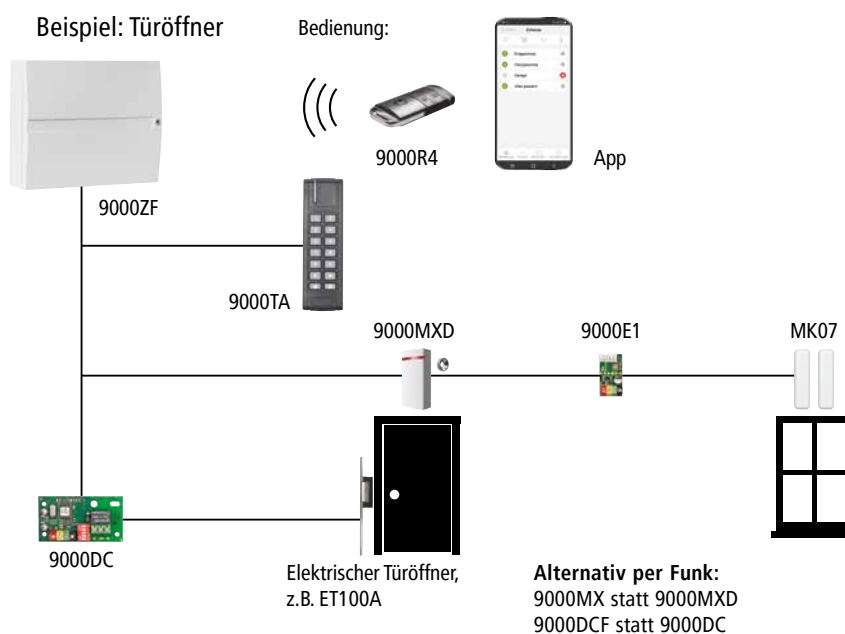 Beispiel: Türöffner
Bedienung:
9000R4
App
9000ZF
9000TA
9000MXD
9000E1
MK07
9000DC
Elektrischer Türöffner,
z.B. ET100A
Alternativ per Funk:
9000MX statt 9000MXD
9000DCF statt 9000DC